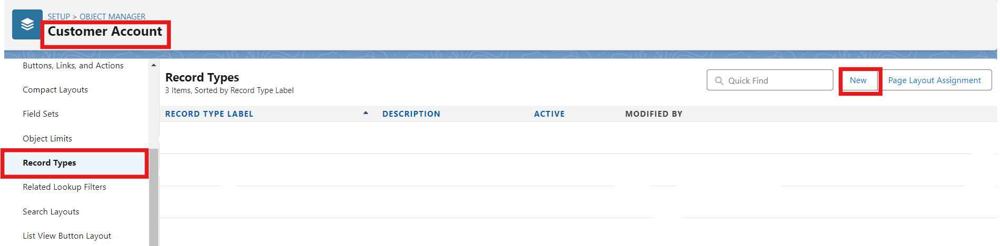 SETUP > OBJECT MANAGER
Customer Account
Buttons, Links, and Actions
Compact Layouts
Field Sets
Object Limits
Record Types
Related Lookup Filters
Search Layouts
List View Button Layout
Record Types
3 Items, Sorted by Record Type Label
Quick Find
New
Page Layout Assignment
RECORD TYPE LABEL DESCRIPTION ACTIVE MODIFIED BY